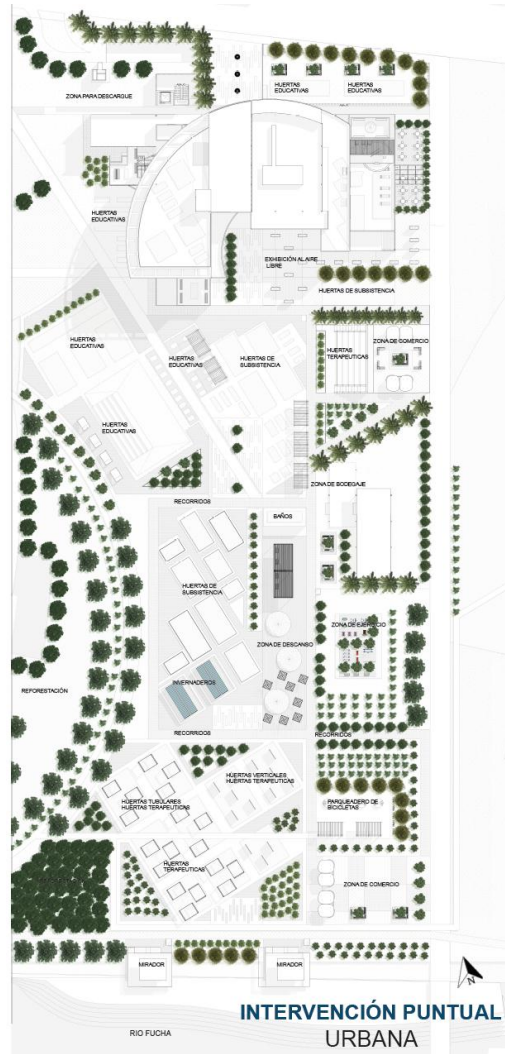 ZONA PARA DESCARGUE
HUERTAS
EDUCATIVAS
HUERTAS
EDUCATIVAS
HUERTAS
EDUCATIVAS
EXHIBICIÓN AL AIRE
LIBRE
HUERTAS DE SUBSISTENCIA
HUERTAS
EDUCATIVAS
HUERTAS
EDUCATIVAS
HUERTAS DE
SUBSISTENCIA
HUERTAS
TERAPEUTICAS
ZONA DE COMERCIO
HUERTAS
EDUCATIVAS
ZONA DE BODEGAJE
RECORRIDOS
BAÑOS
HUERTAS DE
SUBSISTENCIA
ZONA DE EJERCICIO
ZONA DE DESCANSO
INVERNADEROS
REFORESTACIÓN
RECORRIDOS
RECORRIDOS
HUERTAS VERTICALES
HUERTAS TERAPEUTICAS
HUERTAS TUBULARES
HUERTAS TERAPEUTICAS
PARQUEADERO DE
BICICLETAS
HUERTAS
TERAPEUTICAS
ZONA DE COMERCIO
MIRADOR
MIRADOR
N
INTERVENCIÓN PUNTUAL
URBANA
RIO FUCHA